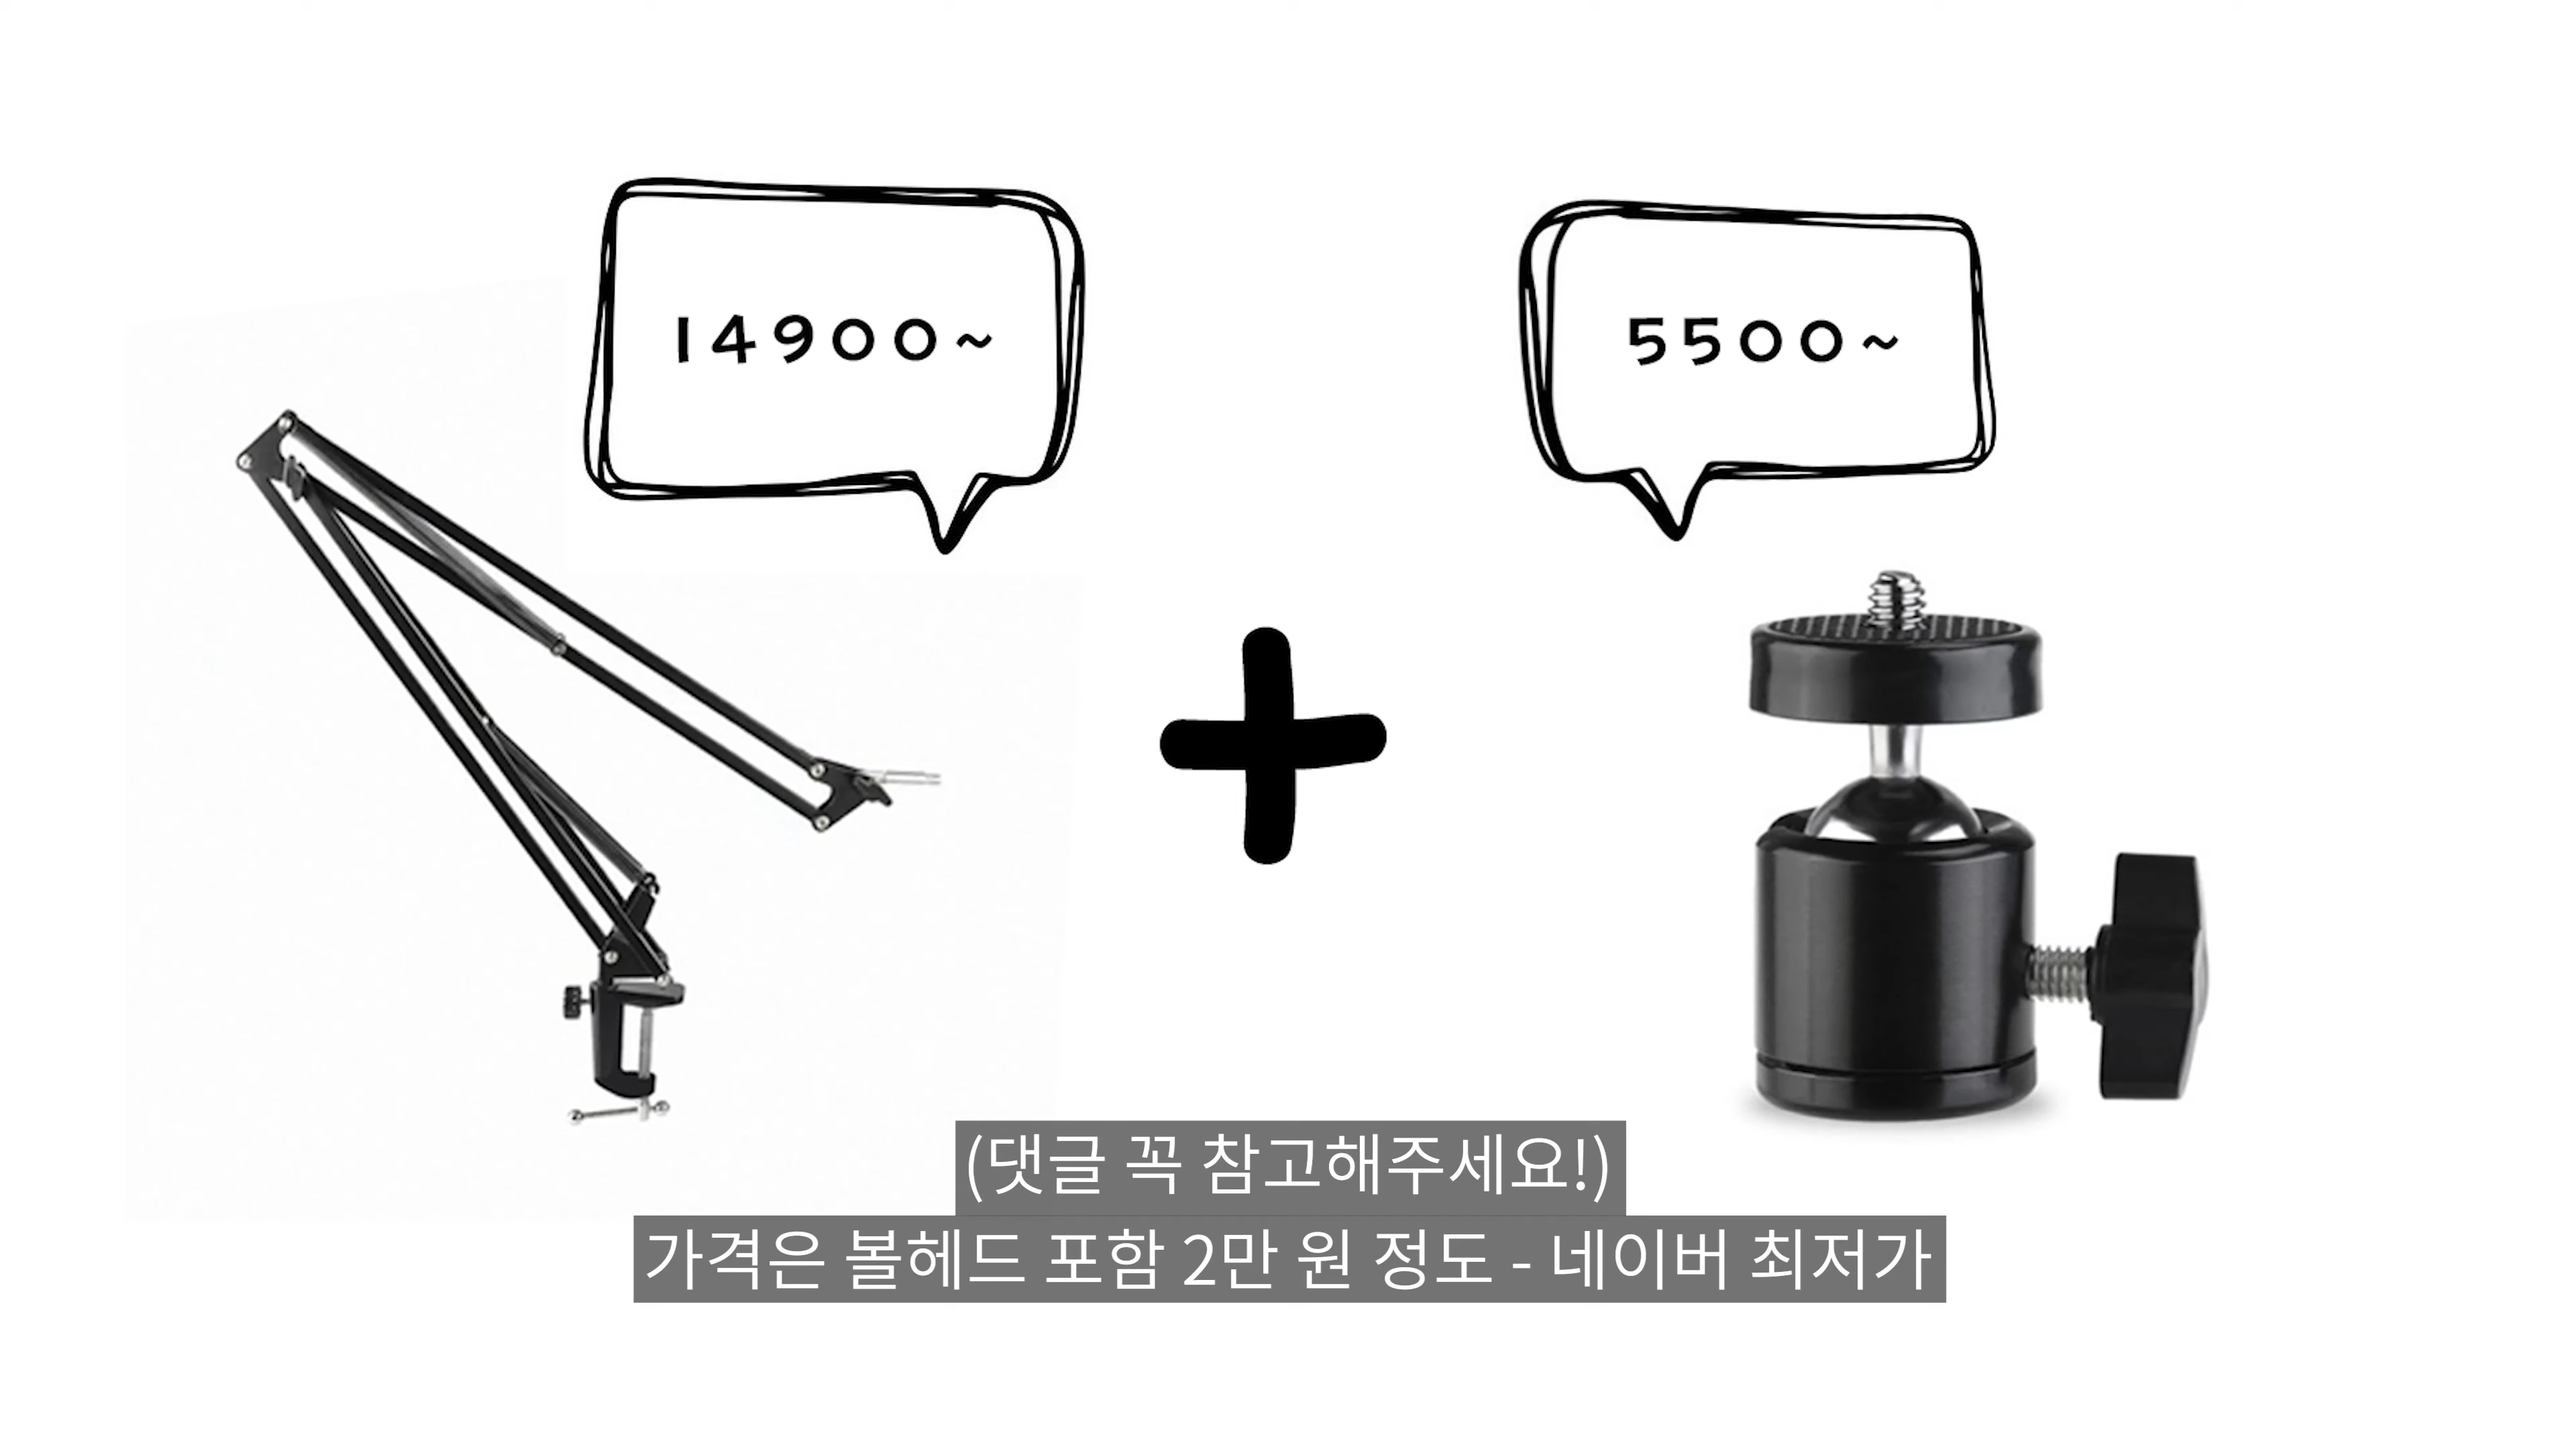 14900~
5500~
(댓글 꼭 참고해주세요!)
가격은 볼헤드 포함 2만 원 정도 - 네이버 최저가